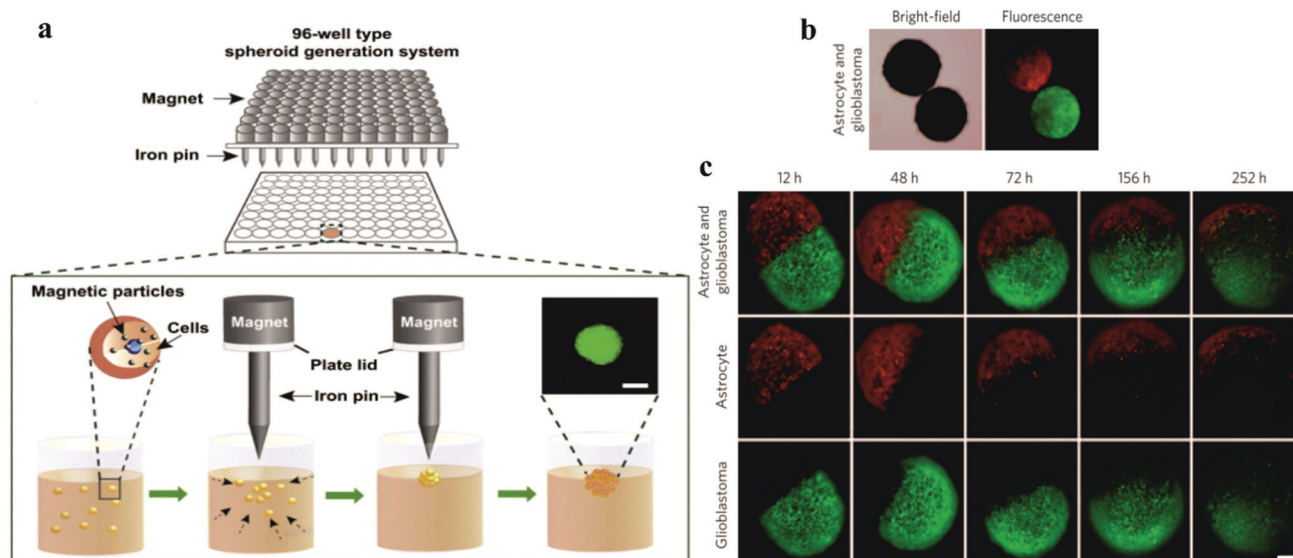 a
96-well type
spheroid generation system
Magnet
Iron pin
Magnetic particles
Cells
Magnet
Magnet
Plate lid
Iron pin
b
Bright-field
Fluorescence
Astrocyte and
glioblastoma
c
12 h
48 h
72 h
156 h
252 h
Astrocyte and
glioblastoma
Astrocyte
Glioblastoma